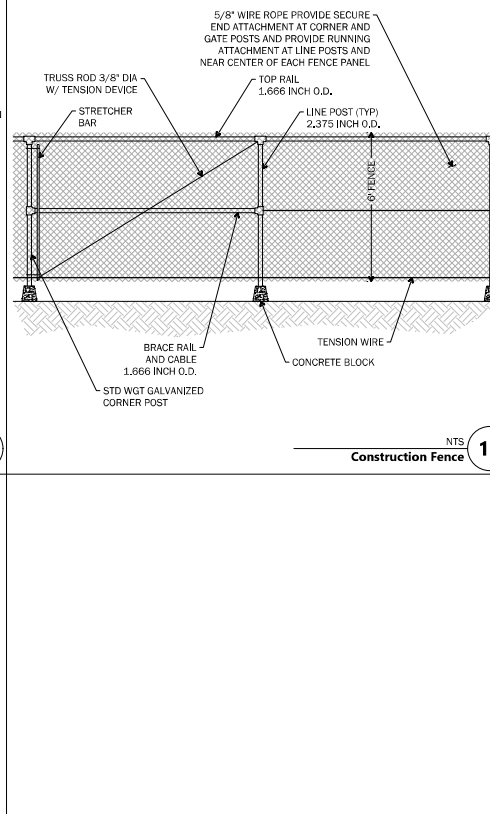 5/8" WIRE ROPE PROVIDE SECURE
END ATTACHMENT AT CORNER AND
GATE POSTS AND PROVIDE RUNNING
ATTACHMENT AT LINE POSTS AND
NEAR CENTER OF EACH FENCE PANEL
TRUSS ROD 3/8" DIA
W/ TENSION DEVICE
TOP RAIL
1.666 INCH O.D.
STRETCHER
BAR
LINE POST (TYP)
2.375 INCH O.D.
6' FENCE
BRACE RAIL
AND CABLE
1.666 INCH O.D.
TENSION WIRE
CONCRETE BLOCK
STD WGT GALVANIZED
CORNER POST
NTS
Construction Fence
1